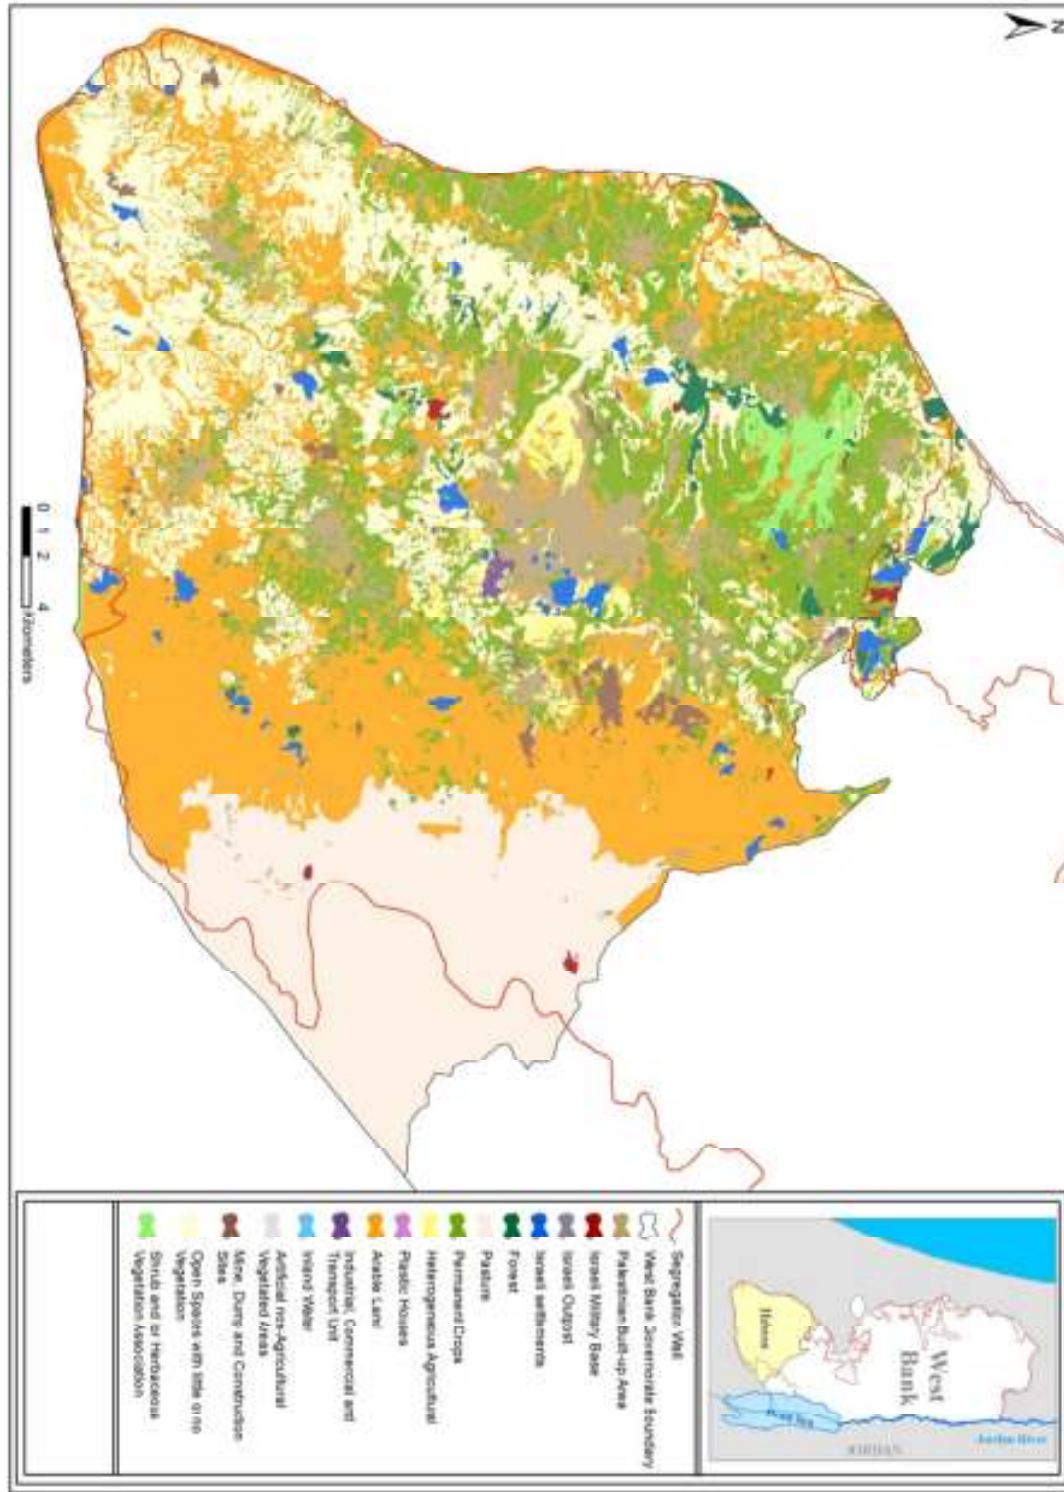 N
0 1 2 4
Kilometers
West
Bank
Hebron
Dead Sea
Jordan River
JORDAN
Segregation Wall
West Bank Governorate Boundary
Palestinian Built-up Area
Israeli Military Base
Israeli Outpost
Israeli settlements
Forest
Pasture
Permanent Crops
Heterogeneous Agricultural
Plastic Houses
Arable Land
Industrial, Commercial and
Transport Unit
Inland Water
Artificial non-Agricultural
Vegetated Areas
Mine, Dump and Construction
Sites
Open Spaces with little or no
Vegetation
Shrub and or Herbaceous
Vegetation Association